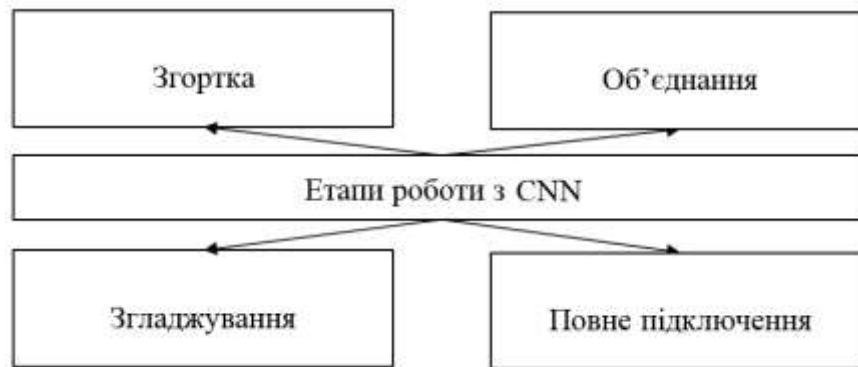 Згортка
Об’єднання
Етапи роботи з CNN
Згладжування
Повне підключення